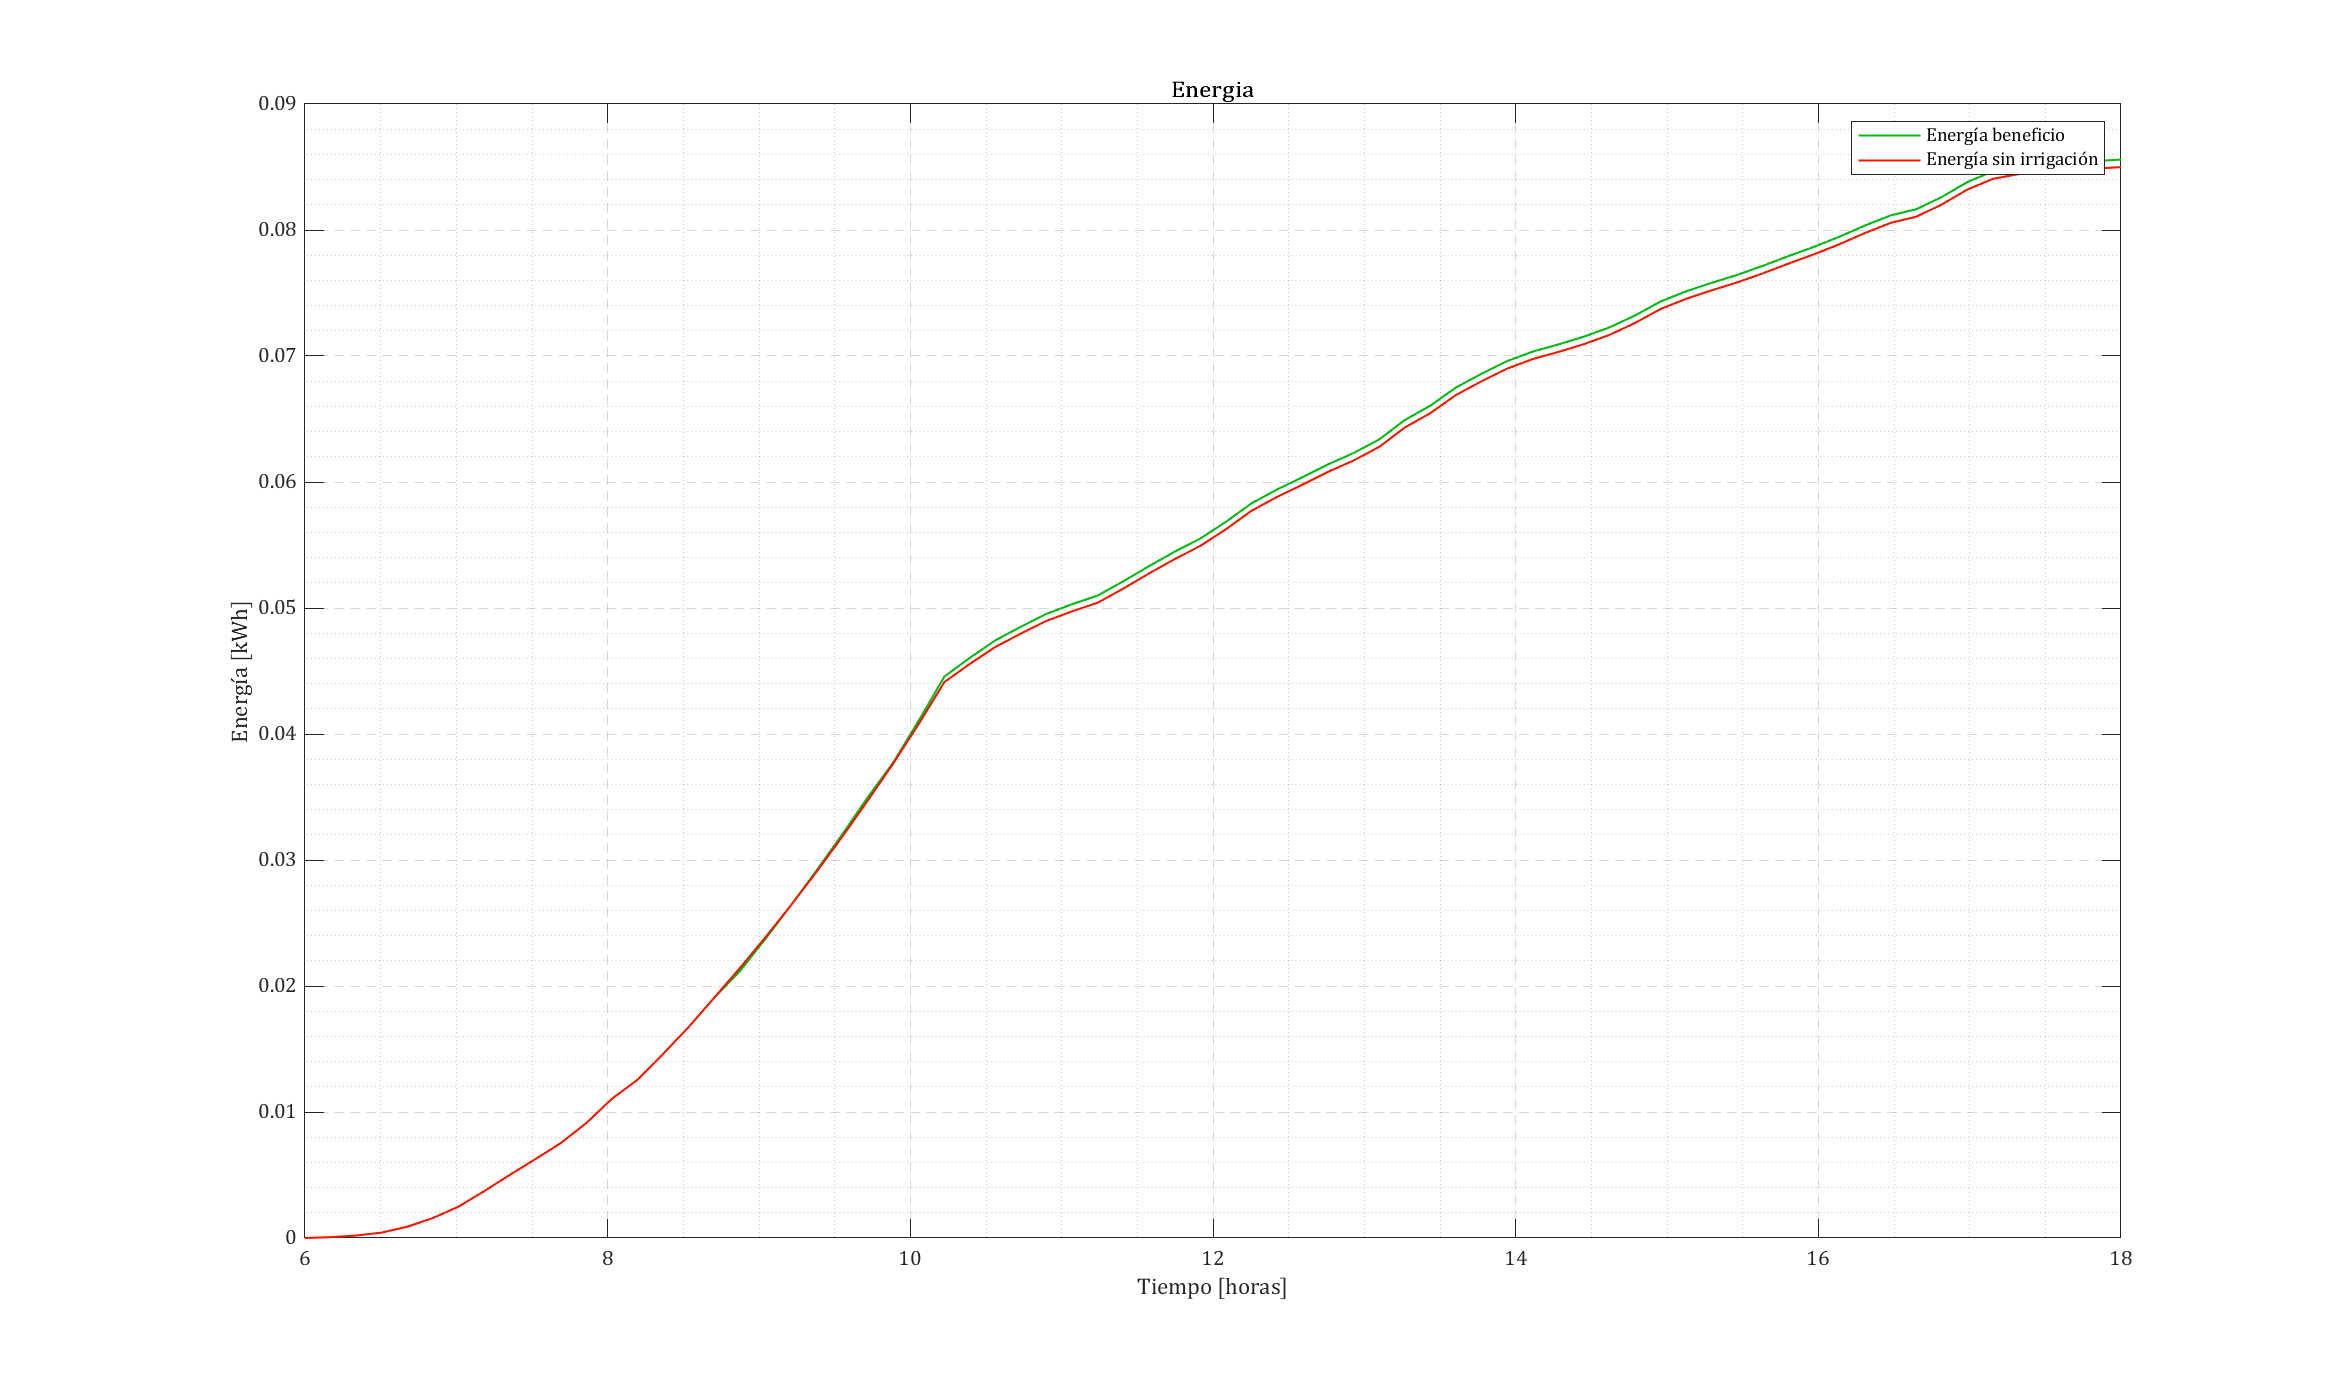 Energia
0.09
0.08
0.07
0.06
0.05
0.04
0.03
0.02
0.01
0
Energía [kWh]
Energía beneficio
Energía sin irrigación
6 8 10 12 14 16 18
Tiempo [horas]